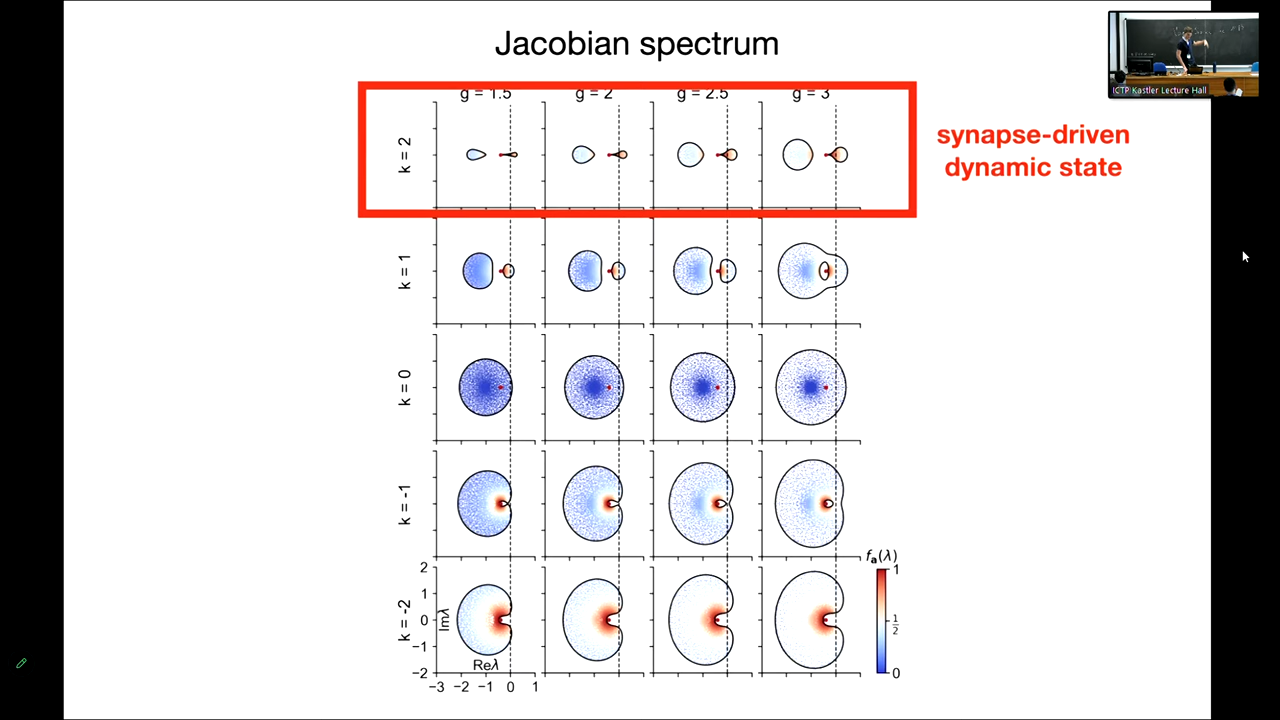 Jacobian spectrum
ICTP Kastler Lecture Hall
g = 1.5 g = 2 g = 2.5 g = 3
synapse-driven
dynamic state
k = 2
k = 1
k = 0
k = -1
k = -2
f_a(λ)
1
1/2
0
2
1
0
−1
−2
Imλ
Reλ
−3 −2 −1 0 1